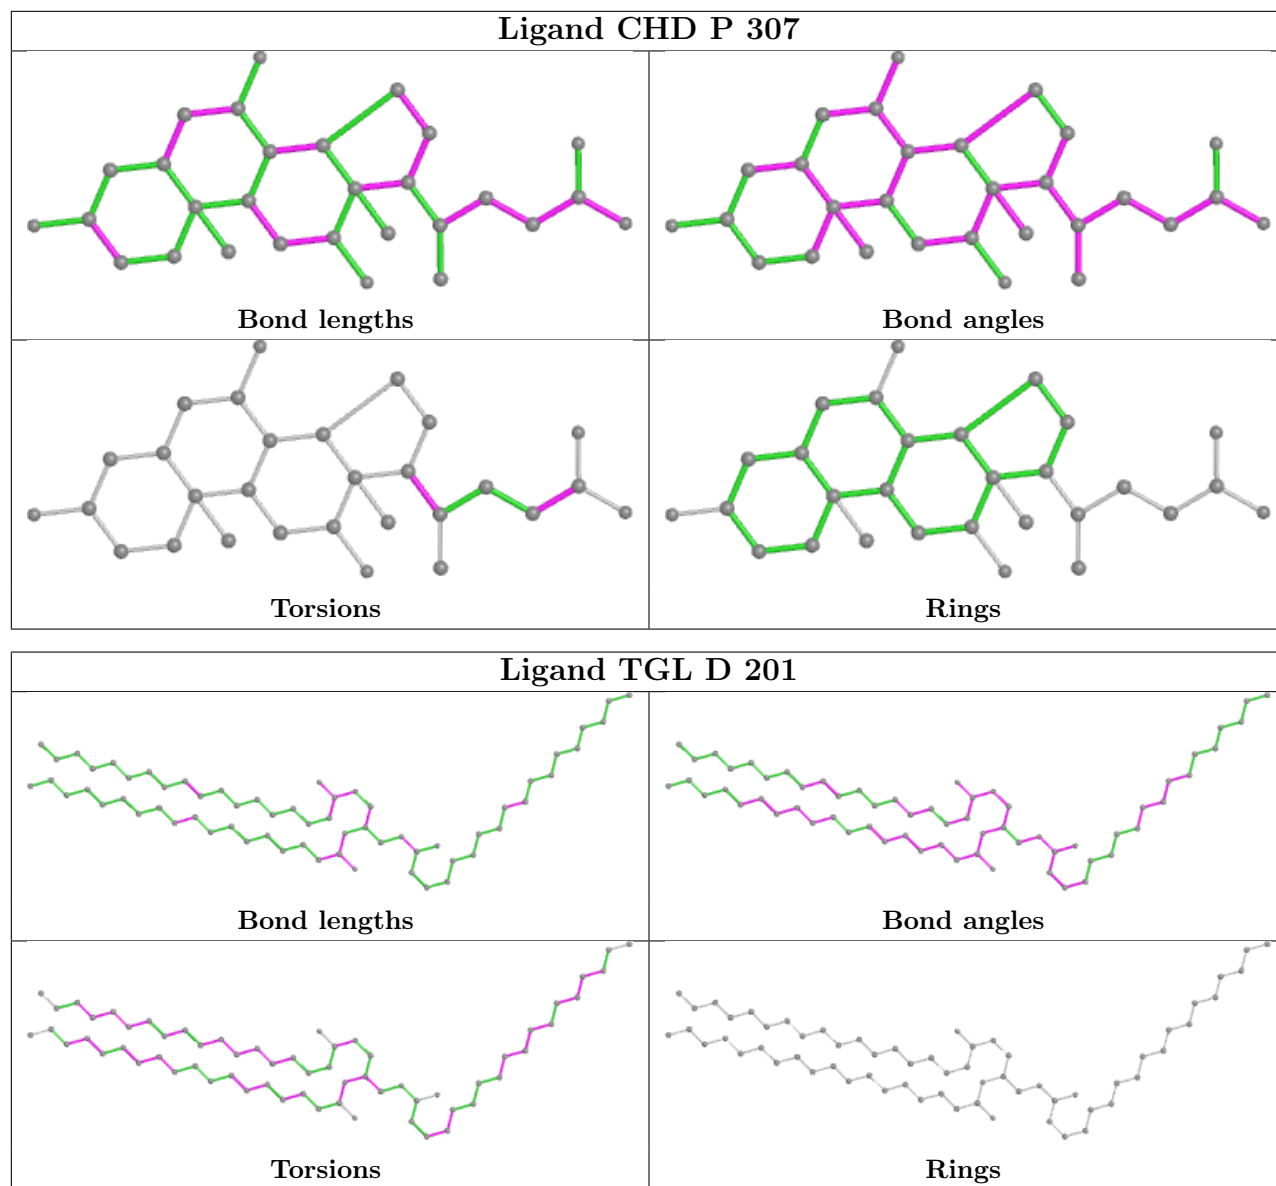 Ligand CHD P 307
Bond lengths
Bond angles
Torsions
Rings
Ligand TGL D 201
Bond lengths
Bond angles
Torsions
Rings